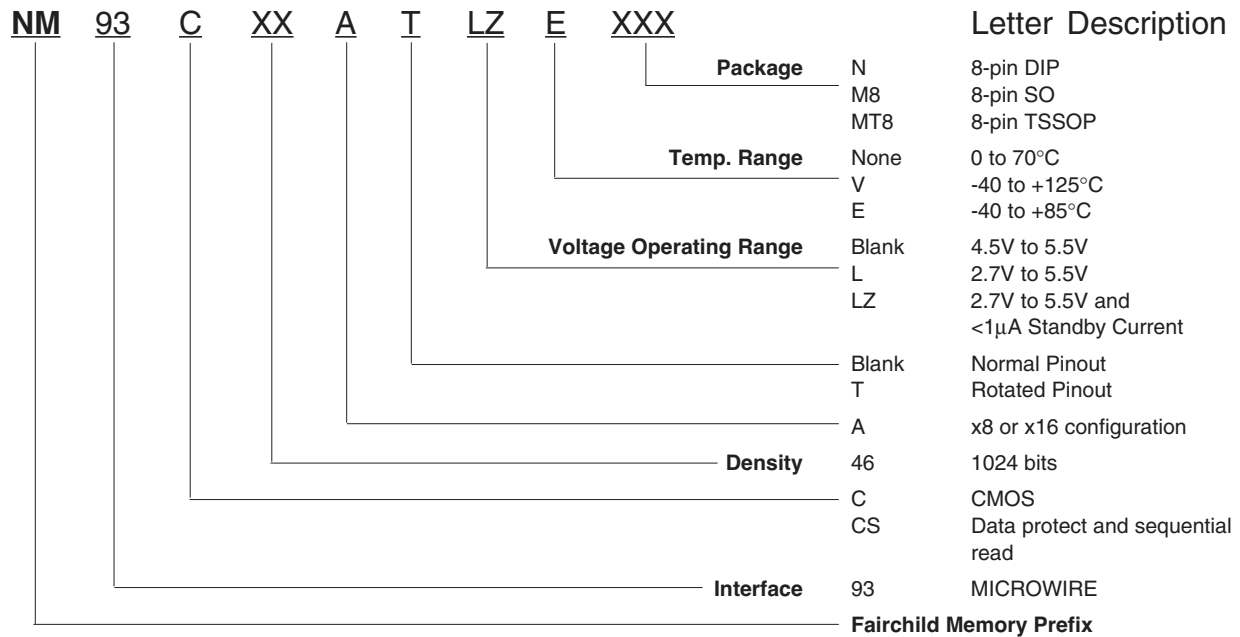 NM 93 C XX A T LZ E XXX Letter Description
Package N 8-pin DIP
M8 8-pin SO
MT8 8-pin TSSOP
Temp. Range None 0 to 70°C
V -40 to +125°C
E -40 to +85°C
Voltage Operating Range Blank 4.5V to 5.5V
L 2.7V to 5.5V
LZ 2.7V to 5.5V and
<1µA Standby Current
Blank Normal Pinout
T Rotated Pinout
A x8 or x16 configuration
Density 46 1024 bits
C CMOS
CS Data protect and sequential
read
Interface 93 MICROWIRE
Fairchild Memory Prefix